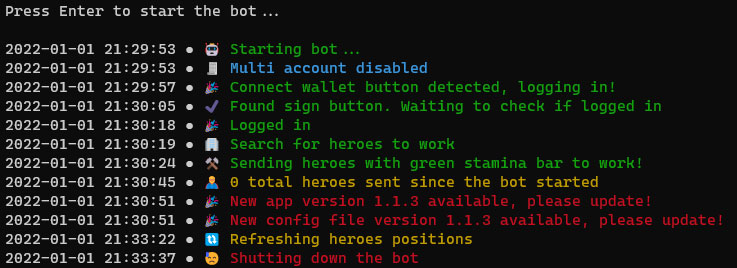 Press Enter to start the bot...
2022-01-01 21:29:53 ● 🤖 Starting bot...
2022-01-01 21:29:53 ● 🧾 Multi account disabled
2022-01-01 21:29:57 ● 🎉 Connect wallet button detected, logging in!
2022-01-01 21:30:05 ● ✔️ Found sign button. Waiting to check if logged in
2022-01-01 21:30:18 ● 🎉 Logged in
2022-01-01 21:30:19 ● 🏢 Search for heroes to work
2022-01-01 21:30:24 ● ⚒️ Sending heroes with green stamina bar to work!
2022-01-01 21:30:45 ● 👤 0 total heroes sent since the bot started
2022-01-01 21:30:51 ● 🎉 New app version 1.1.3 available, please update!
2022-01-01 21:30:51 ● 🎉 New config file version 1.1.3 available, please update!
2022-01-01 21:33:22 ● 🔃 Refreshing heroes positions
2022-01-01 21:33:37 ● 😓 Shutting down the bot